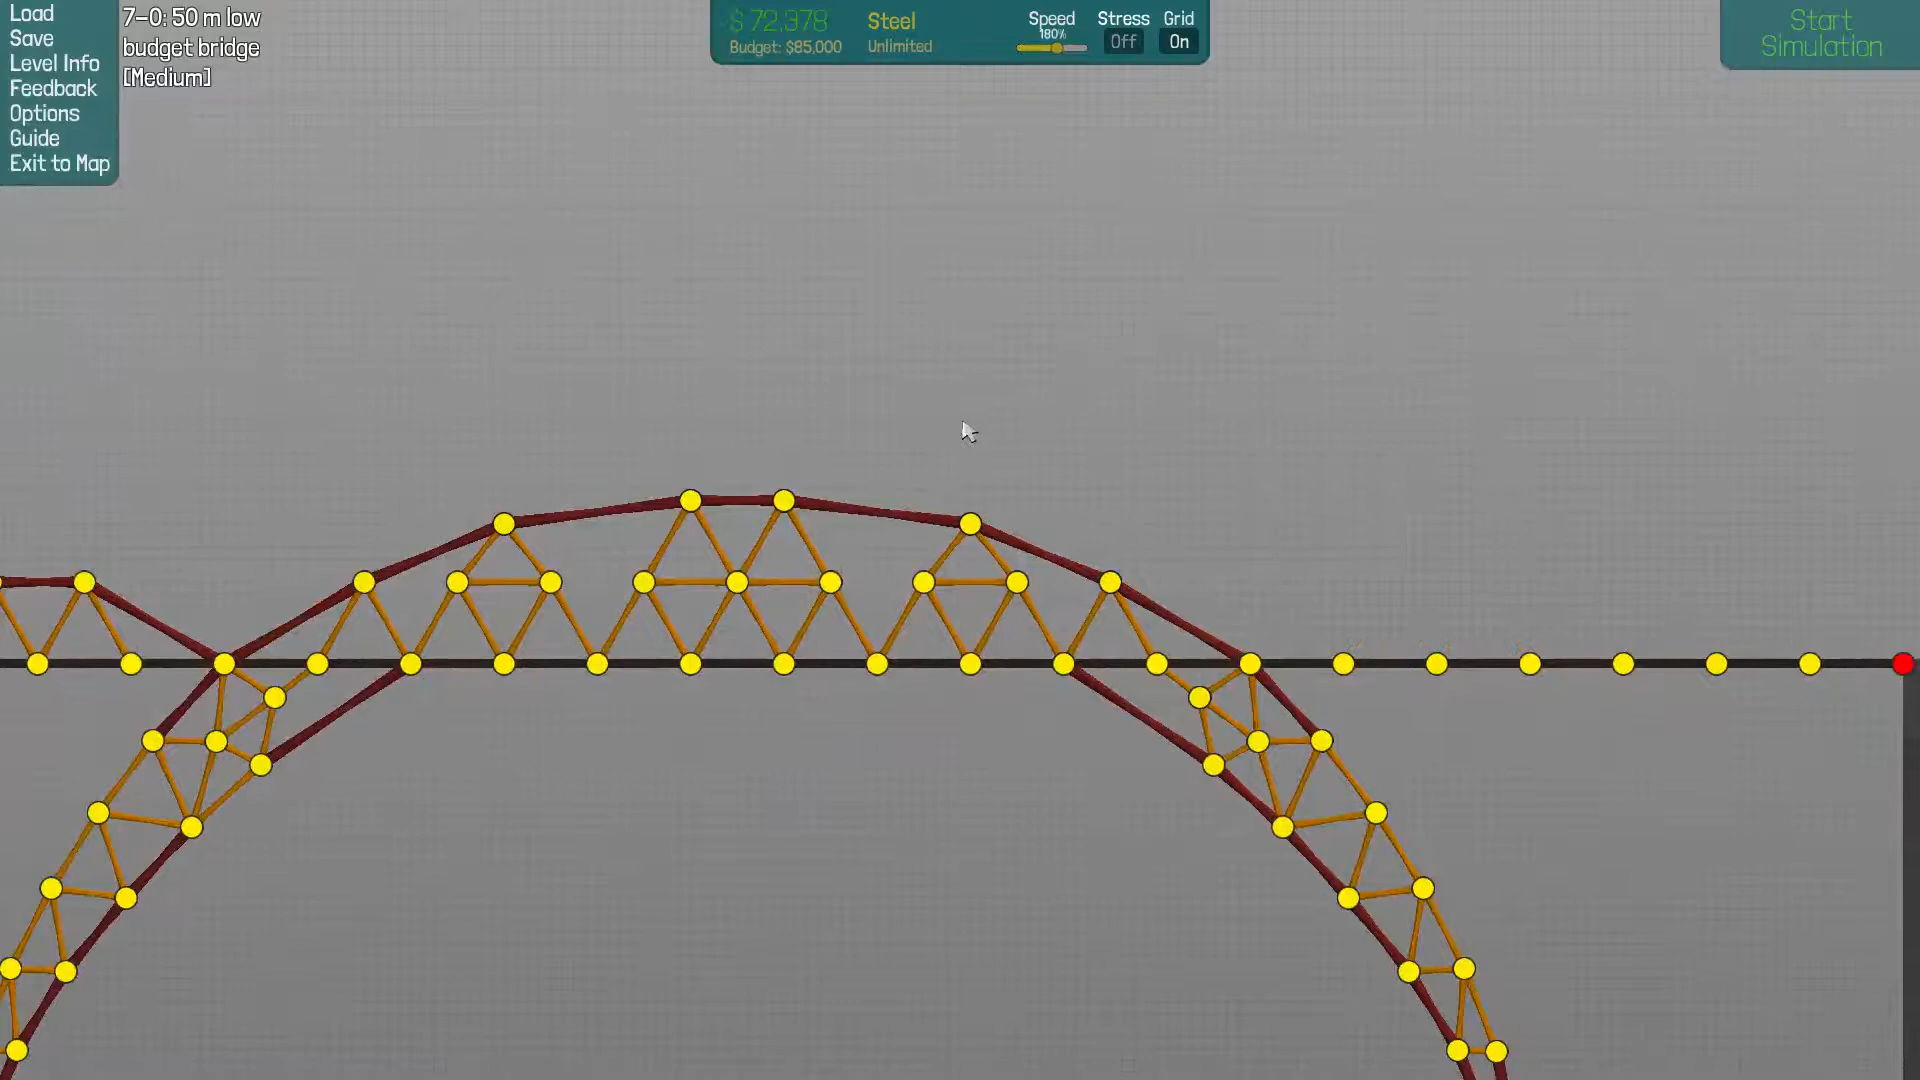 Load
Save
Level Info
Feedback
Options
Guide
Exit to Map
7-0: 50 m low
budget bridge
[Medium]
$ 72,378
Budget: $85,000
Steel
Unlimited
Speed
180%
Stress
Off
Grid
On
Start
Simulation